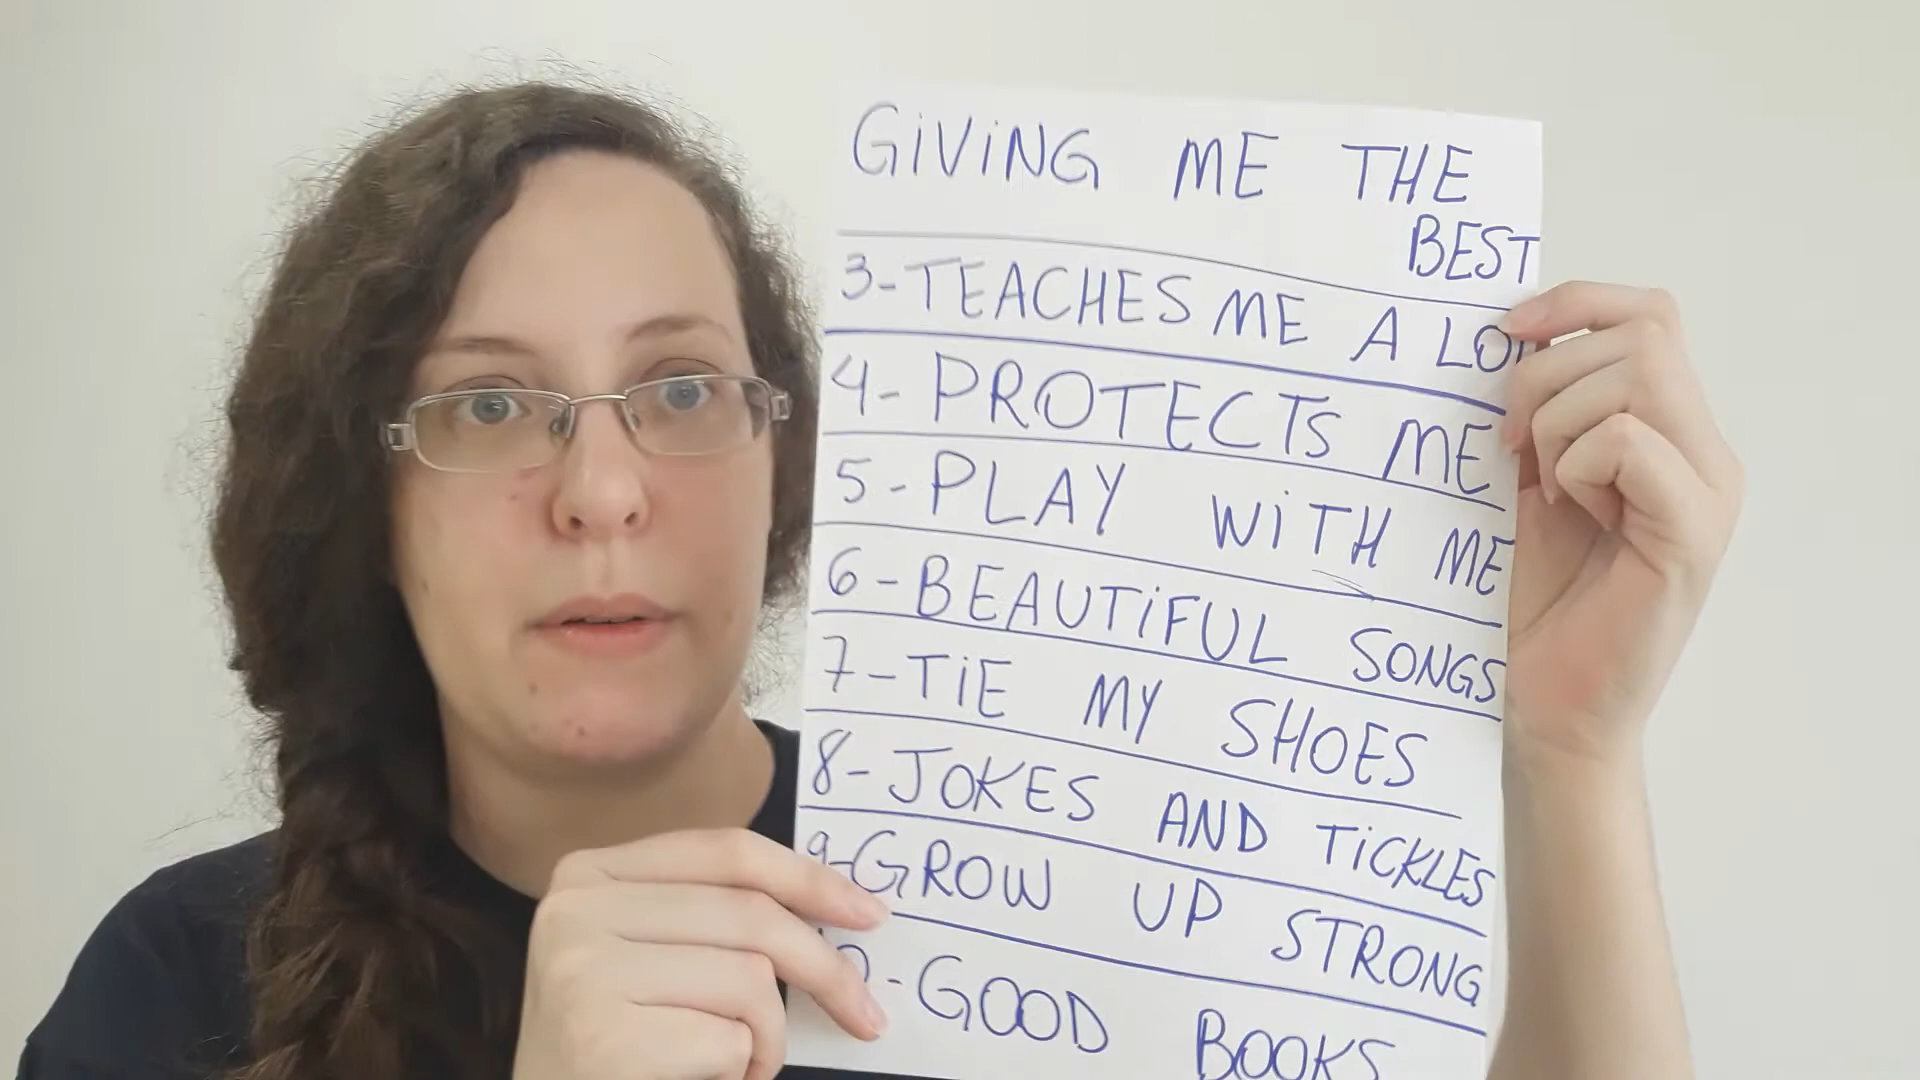 GiViNG ME THE
BEST
3-TEACHES ME A LOT
4- PROTECTS ME
5-PLAY WiTH ME
6-BEAUTiFUL SONGS
7-TiE MY SHOES
8-JOKES AND TiCKLES
9-GROW UP STRONG
10-GOOD BOOKS